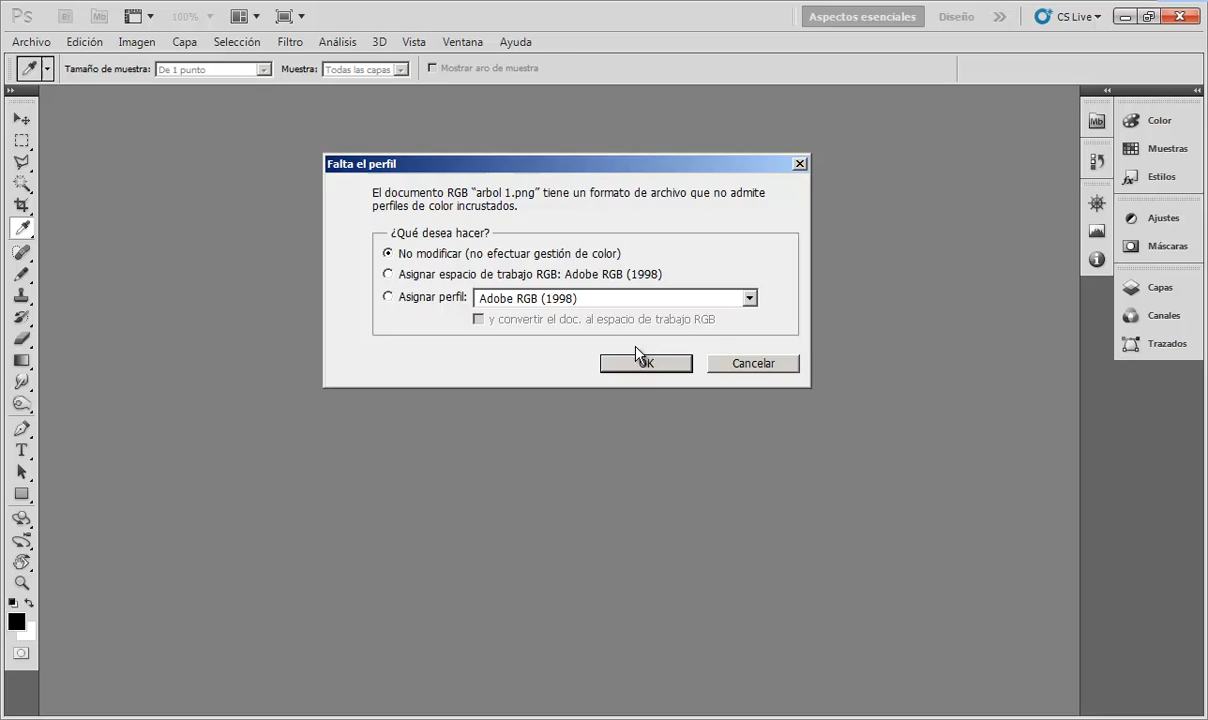 Ps Br Mb 100% Aspectos esenciales Diseño CS Live
Archivo Edición Imagen Capa Selección Filtro Análisis 3D Vista Ventana Ayuda
Tamaño de muestra: De 1 punto Muestra: Todas las capas Mostrar aro de muestra
Falta el perfil
El documento RGB "arbol 1.png" tiene un formato de archivo que no admite
perfiles de color incrustados.
¿Qué desea hacer?
No modificar (no efectuar gestión de color)
Asignar espacio de trabajo RGB: Adobe RGB (1998)
Asignar perfil: Adobe RGB (1998)
y convertir el doc. al espacio de trabajo RGB
OK Cancelar
Mb
Color
Muestras
Estilos
Ajustes
Máscaras
Capas
Canales
Trazados